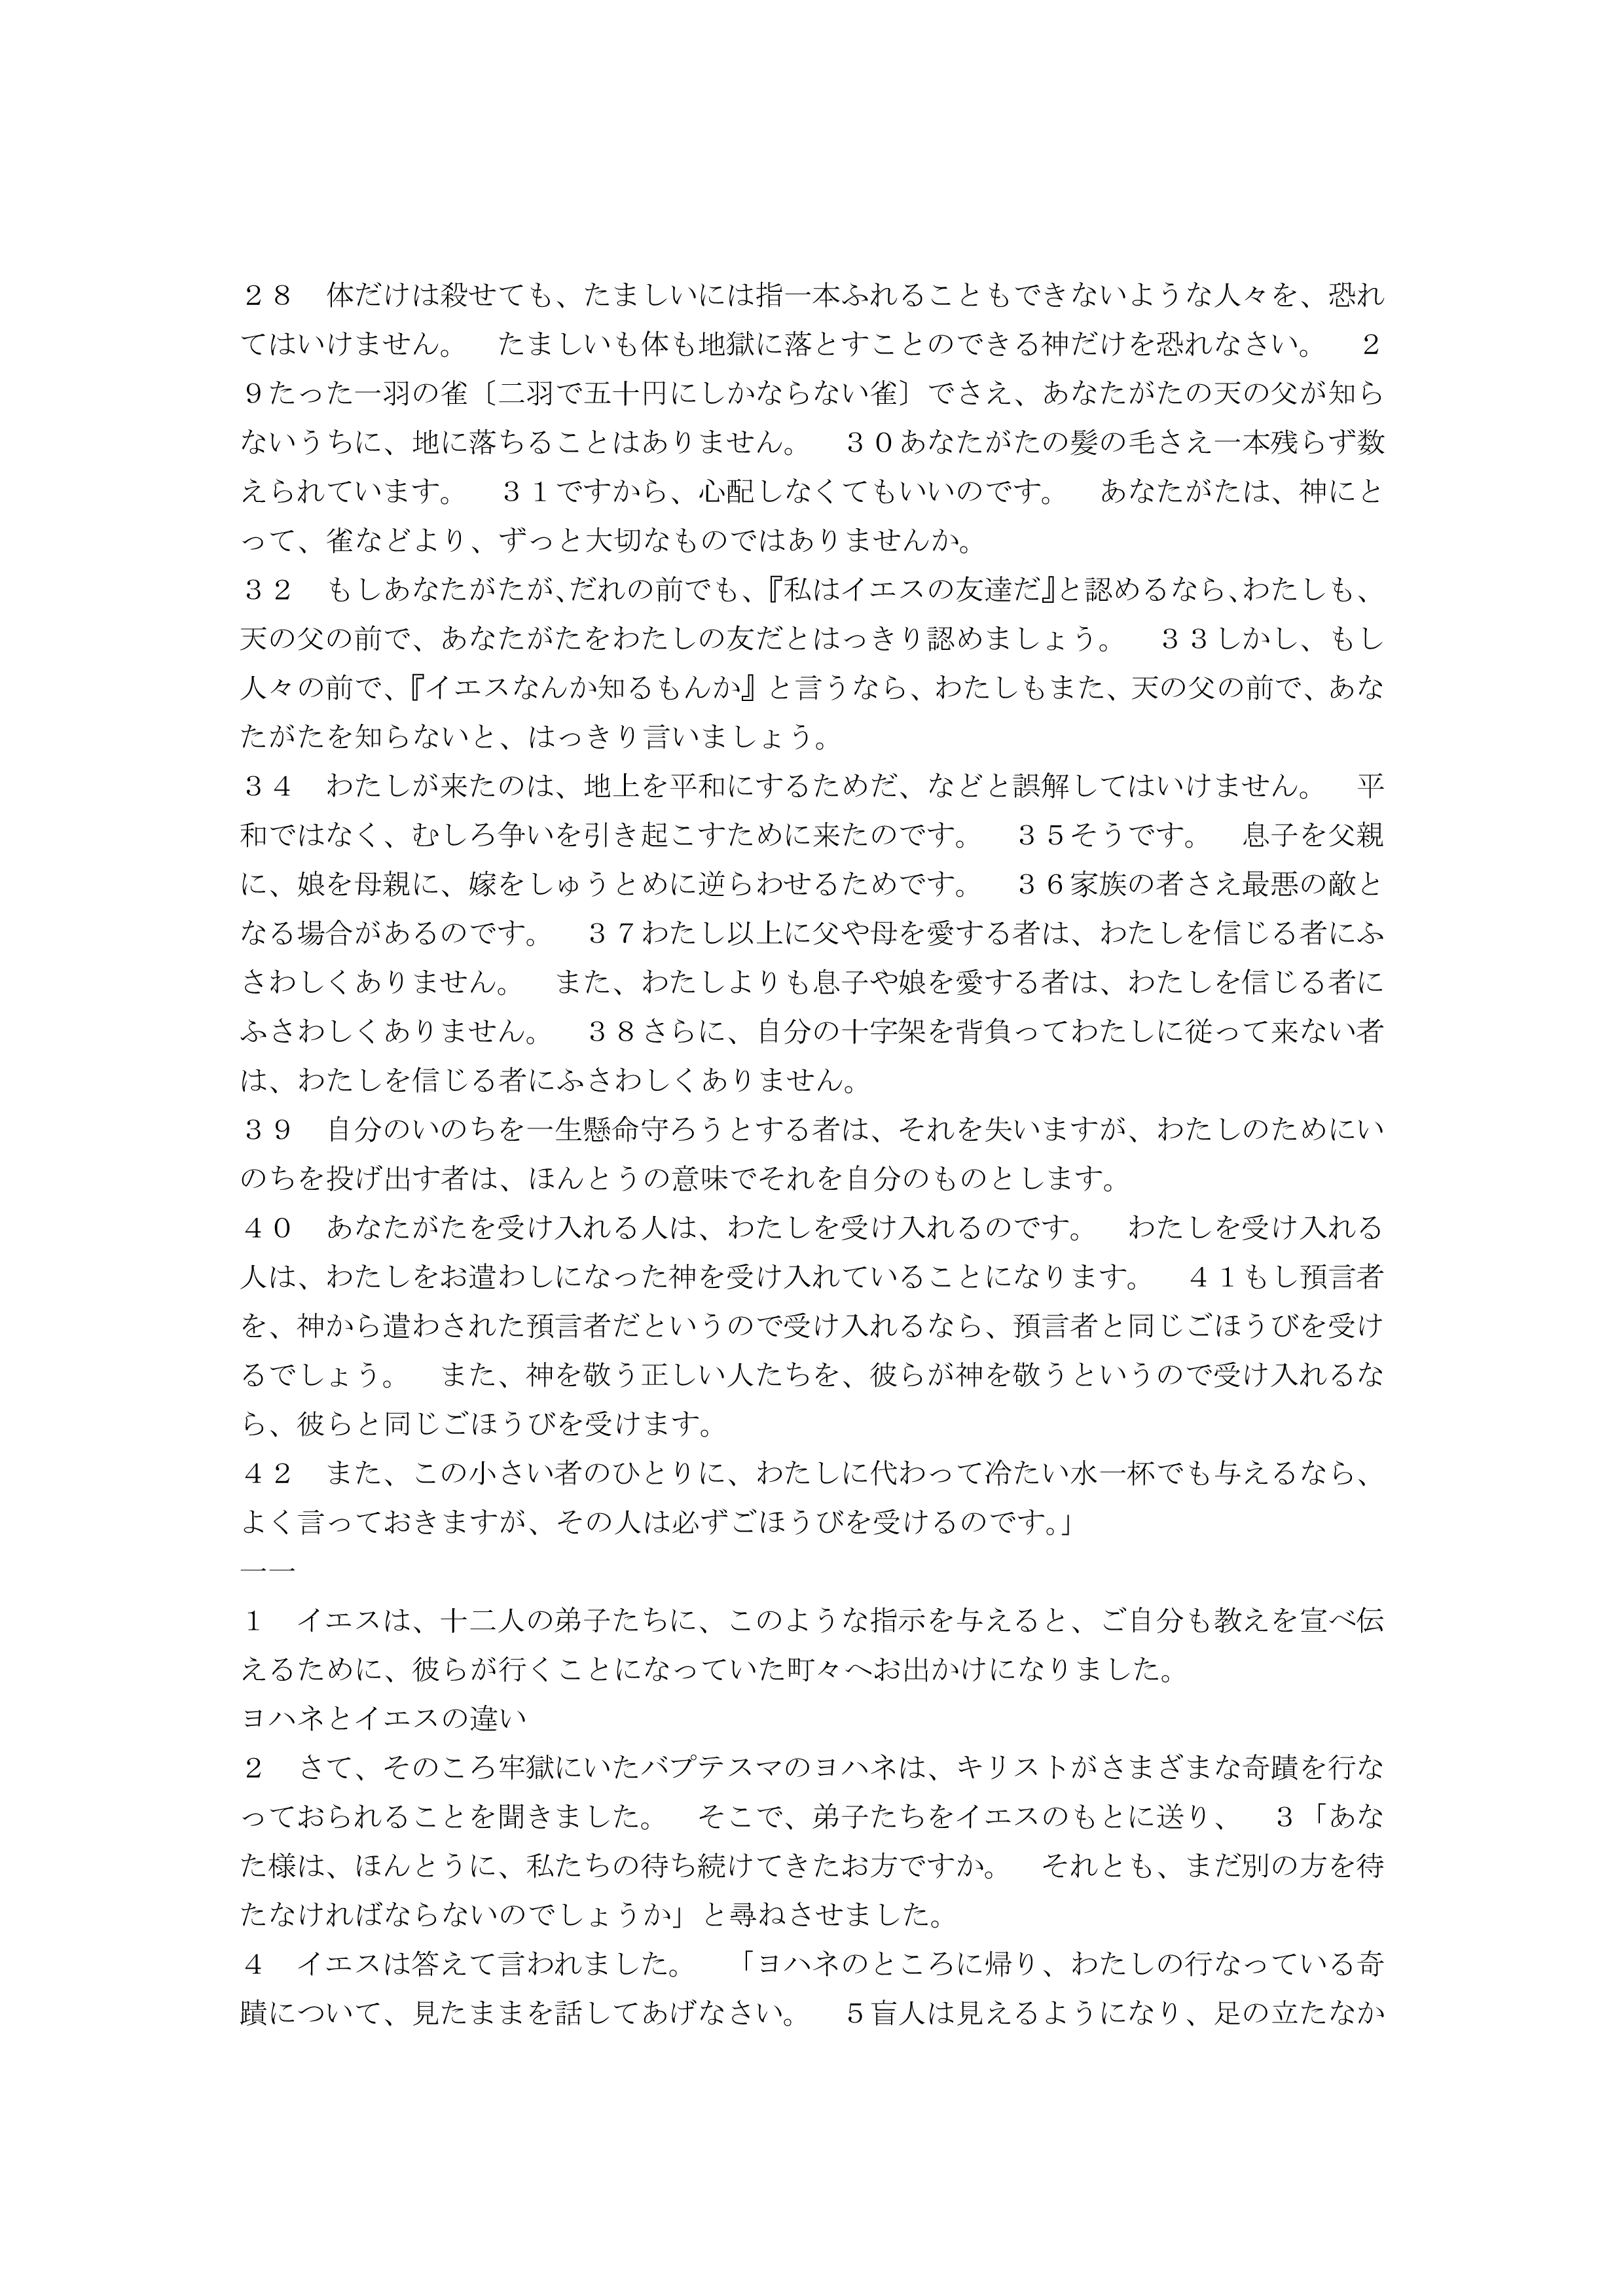 ２８　体だけは殺せても、たましいには指一本ふれることもできないような人々を、恐れ
てはいけません。　たましいも体も地獄に落とすことのできる神だけを恐れなさい。　２
９たった一羽の雀〔二羽で五十円にしかならない雀〕でさえ、あなたがたの天の父が知ら
ないうちに、地に落ちることはありません。　３０あなたがたの髪の毛さえ一本残らず数
えられています。　３１ですから、心配しなくてもいいのです。　あなたがたは、神にと
って、雀などより、ずっと大切なものではありませんか。
３２　もしあなたがたが、だれの前でも、『私はイエスの友達だ』と認めるなら、わたしも、
天の父の前で、あなたがたをわたしの友だとはっきり認めましょう。　３３しかし、もし
人々の前で、『イエスなんか知るもんか』と言うなら、わたしもまた、天の父の前で、あな
たがたを知らないと、はっきり言いましょう。
３４　わたしが来たのは、地上を平和にするためだ、などと誤解してはいけません。　平
和ではなく、むしろ争いを引き起こすために来たのです。　３５そうです。　息子を父親
に、娘を母親に、嫁をしゅうとめに逆らわせるためです。　３６家族の者さえ最悪の敵と
なる場合があるのです。　３７わたし以上に父や母を愛する者は、わたしを信じる者にふ
さわしくありません。　また、わたしよりも息子や娘を愛する者は、わたしを信じる者に
ふさわしくありません。　３８さらに、自分の十字架を背負ってわたしに従って来ない者
は、わたしを信じる者にふさわしくありません。
３９　自分のいのちを一生懸命守ろうとする者は、それを失いますが、わたしのためにい
のちを投げ出す者は、ほんとうの意味でそれを自分のものとします。
４０　あなたがたを受け入れる人は、わたしを受け入れるのです。　わたしを受け入れる
人は、わたしをお遣わしになった神を受け入れていることになります。　４１もし預言者
を、神から遣わされた預言者だというので受け入れるなら、預言者と同じごほうびを受け
るでしょう。　また、神を敬う正しい人たちを、彼らが神を敬うというので受け入れるな
ら、彼らと同じごほうびを受けます。
４２　また、この小さい者のひとりに、わたしに代わって冷たい水一杯でも与えるなら、
よく言っておきますが、その人は必ずごほうびを受けるのです。」
一一
１　イエスは、十二人の弟子たちに、このような指示を与えると、ご自分も教えを宣べ伝
えるために、彼らが行くことになっていた町々へお出かけになりました。
ヨハネとイエスの違い
２　さて、そのころ牢獄にいたバプテスマのヨハネは、キリストがさまざまな奇蹟を行な
っておられることを聞きました。　そこで、弟子たちをイエスのもとに送り、　３「あな
た様は、ほんとうに、私たちの待ち続けてきたお方ですか。　それとも、まだ別の方を待
たなければならないのでしょうか」と尋ねさせました。
４　イエスは答えて言われました。　「ヨハネのところに帰り、わたしの行なっている奇
蹟について、見たままを話してあげなさい。　５盲人は見えるようになり、足の立たなか